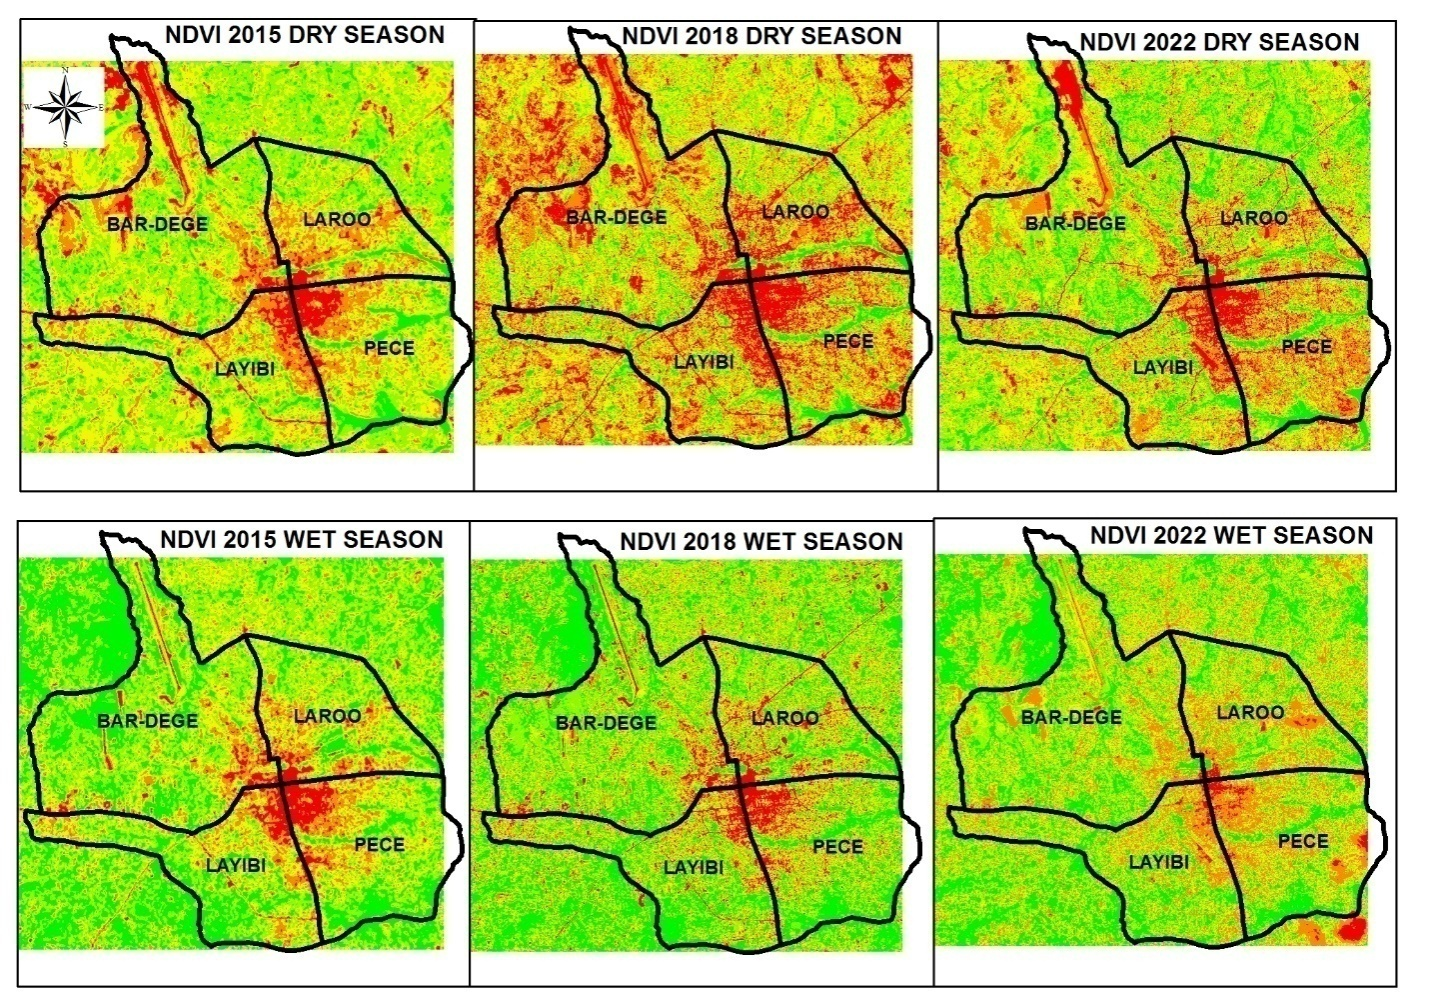 NDVI 2015 DRY SEASON
NDVI 2018 DRY SEASON
NDVI 2022 DRY SEASON
N
W
E
S
BAR-DEGE
LAROO
LAYIBI
PECE
BAR-DEGE
LAROO
LAYIBI
PECE
BAR-DEGE
LAROO
LAYIBI
PECE
NDVI 2015 WET SEASON
NDVI 2018 WET SEASON
NDVI 2022 WET SEASON
BAR-DEGE
LAROO
LAYIBI
PECE
BAR-DEGE
LAROO
LAYIBI
PECE
BAR-DEGE
LAROO
LAYIBI
PECE